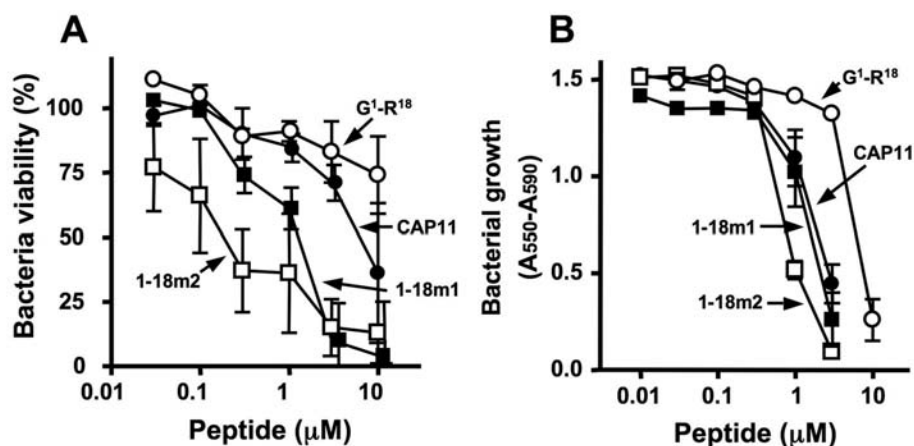 A
Bacteria viability (%)
100
75
50
25
0
0.01
0.1
1
10
Peptide (μM)
G¹-R¹⁸
CAP11
1-18m2
1-18m1
B
Bacterial growth
(A550-A590)
1.5
1.0
0.5
0.0
0.01
0.1
1
10
Peptide (μM)
G¹-R¹⁸
CAP11
1-18m1
1-18m2